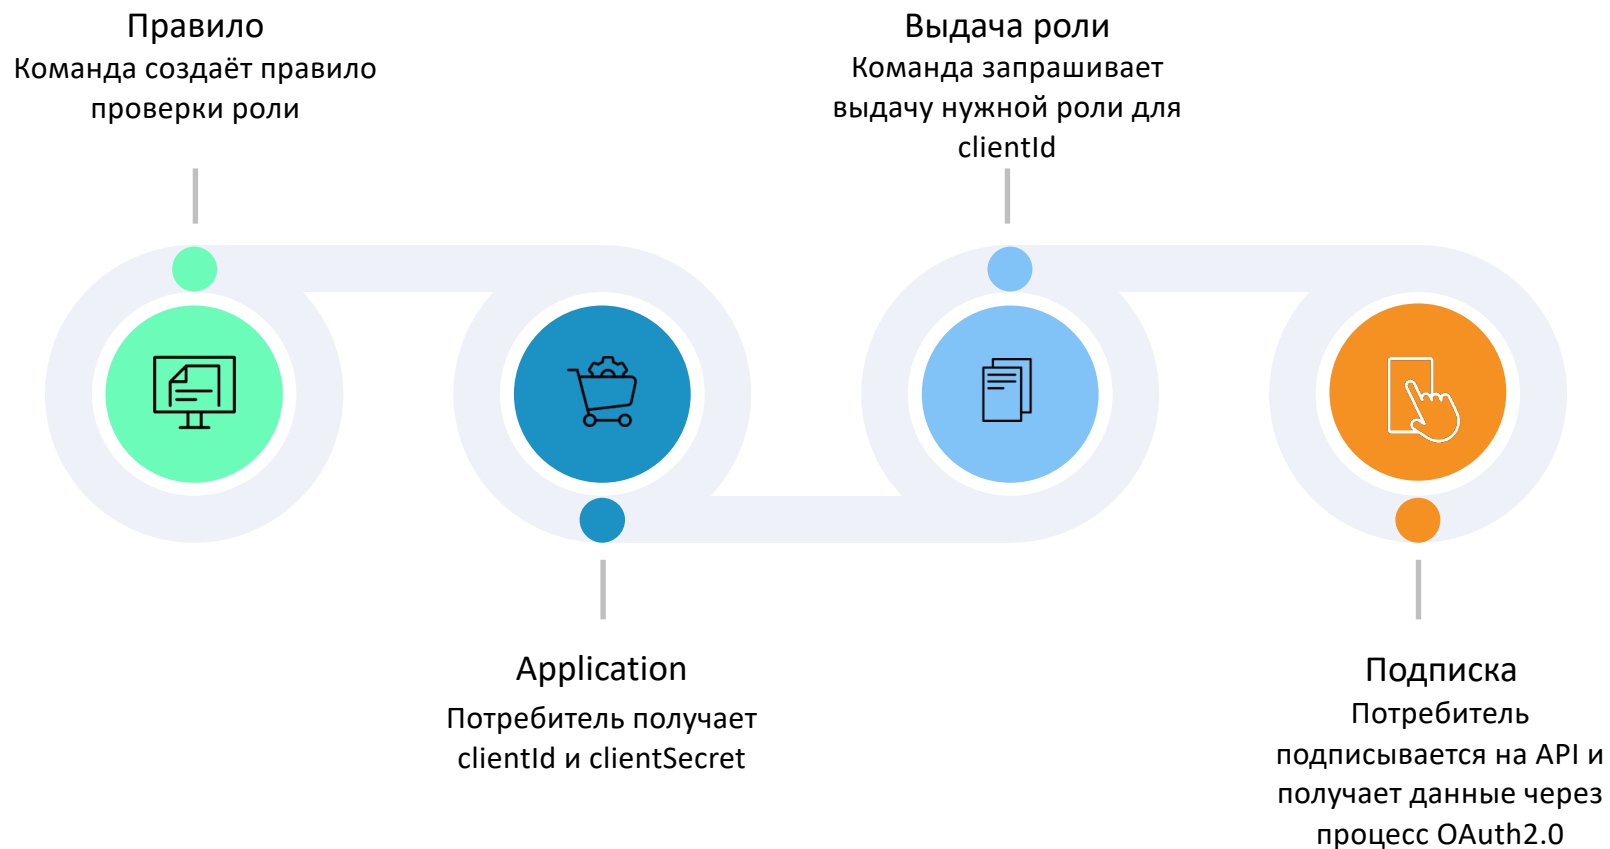 Правило
Команда создаёт правило
проверки роли
Application
Потребитель получает
clientId и clientSecret
Выдача роли
Команда запрашивает
выдачу нужной роли для
clientId
Подписка
Потребитель
подписывается на API и
получает данные через
процесс OAuth2.0